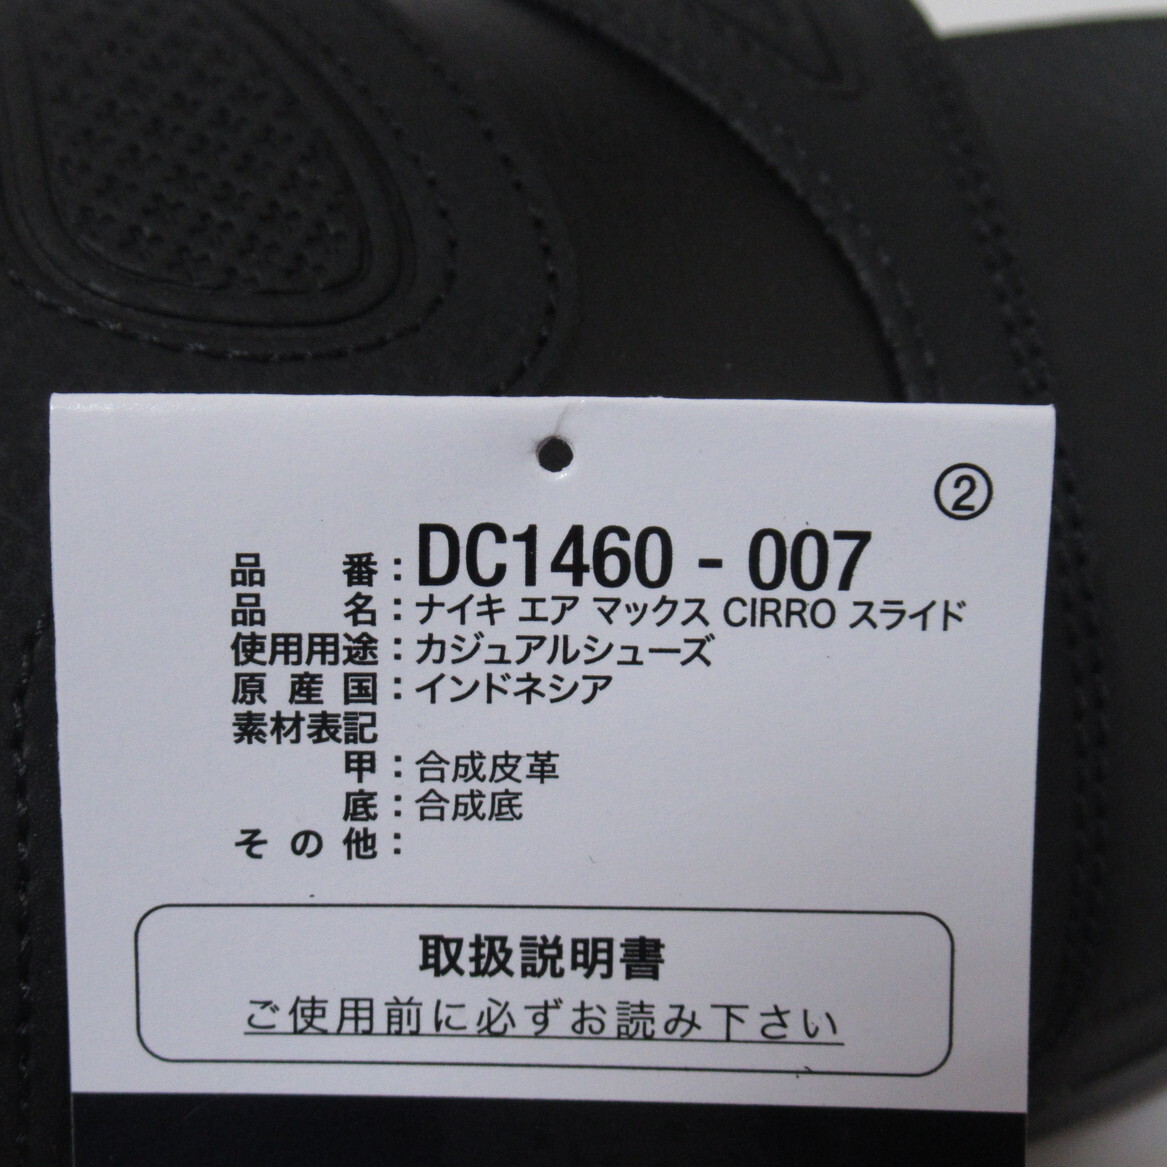 ②
品番：DC1460 - 007
品名：ナイキ エア マックス CIRRO スライド
使用用途：カジュアルシューズ
原産国：インドネシア
素材表記
甲：合成皮革
底：合成底
その他：
取扱説明書
ご使用前に必ずお読み下さい